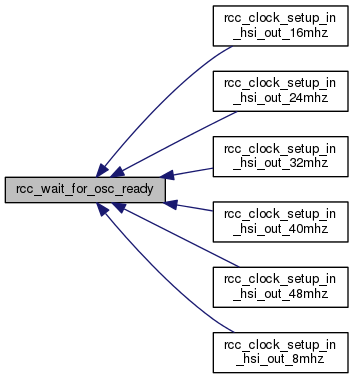 rcc_clock_setup_in
_hsi_out_16mhz
rcc_clock_setup_in
_hsi_out_24mhz
rcc_clock_setup_in
_hsi_out_32mhz
rcc_wait_for_osc_ready
rcc_clock_setup_in
_hsi_out_40mhz
rcc_clock_setup_in
_hsi_out_48mhz
rcc_clock_setup_in
_hsi_out_8mhz